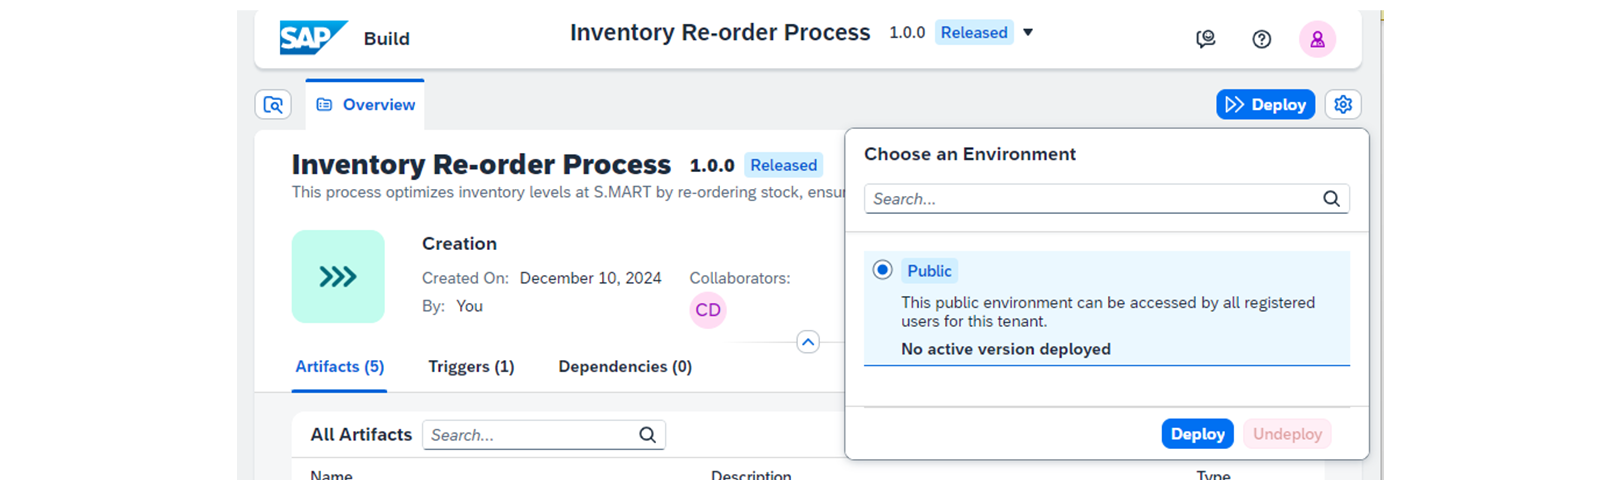 SAP Build
Inventory Re-order Process 1.0.0 Released
Overview
Deploy
Inventory Re-order Process 1.0.0 Released
This process optimizes inventory levels at S.MART by re-ordering stock, ensur
Creation
Created On: December 10, 2024
By: You
Collaborators:
CD
Artifacts (5) Triggers (1) Dependencies (0)
All Artifacts Search...
Name Description Type
Choose an Environment
Search...
Public
This public environment can be accessed by all registered
users for this tenant.
No active version deployed
Deploy Undeploy